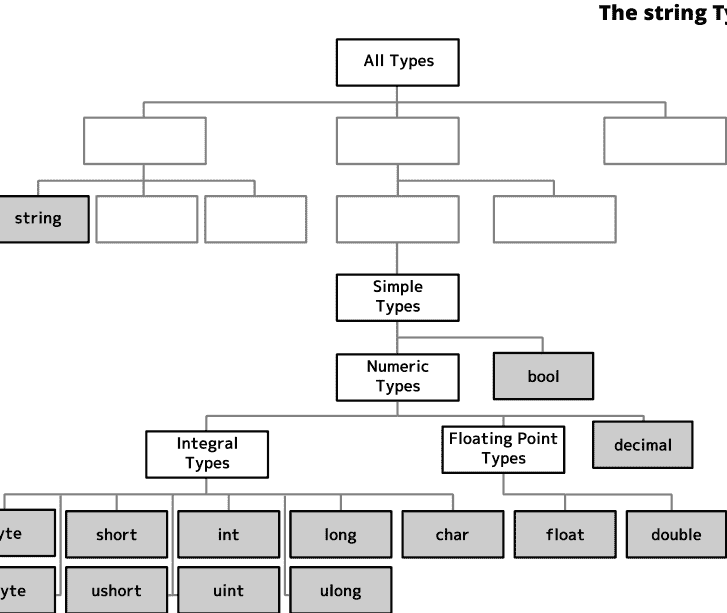 The string Ty
All Types
string
Simple
Types
Numeric
Types
bool
Integral
Types
Floating Point
Types
decimal
yte
short
int
long
char
float
double
yte
ushort
uint
ulong